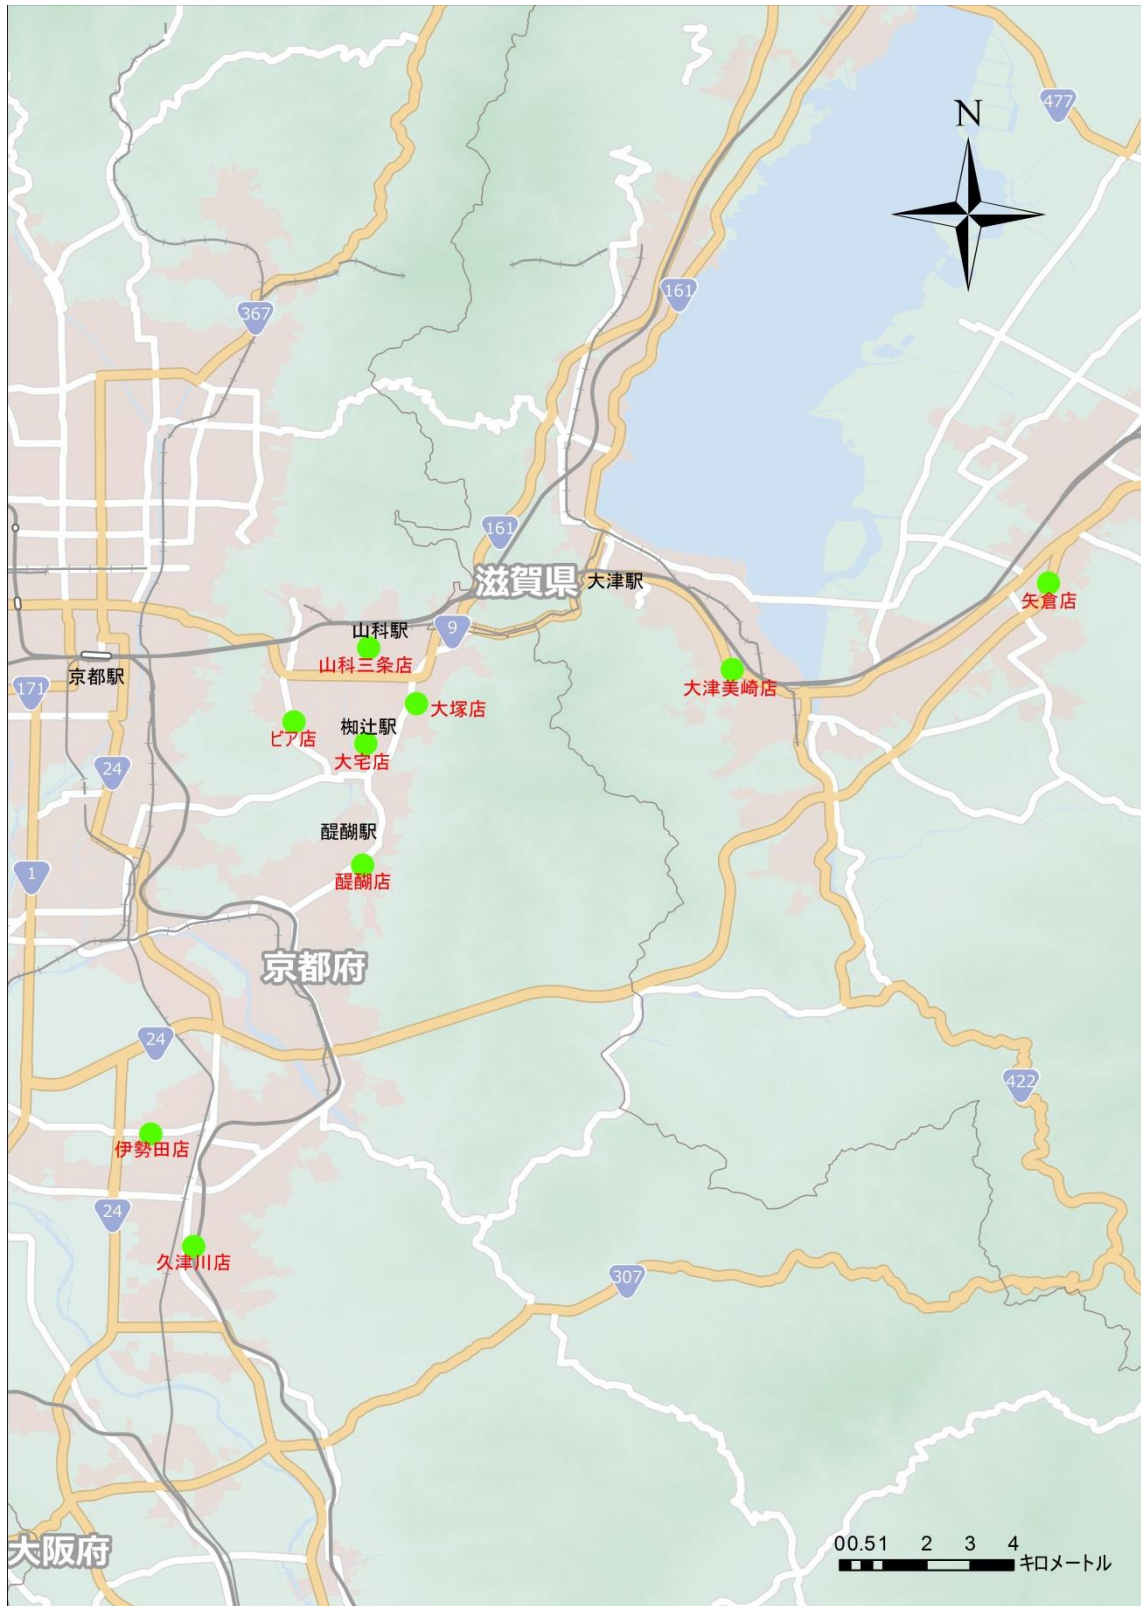 477
N
161
367
161
滋賀県
大津駅
矢倉店
山科駅
9
山科三条店
京都駅
171
大津美崎店
大塚店
ピア店
椥辻駅
大宅店
24
醍醐駅
1
醍醐店
京都府
24
422
伊勢田店
24
久津川店
307
大阪府
00.51 2 3 4
キロメートル